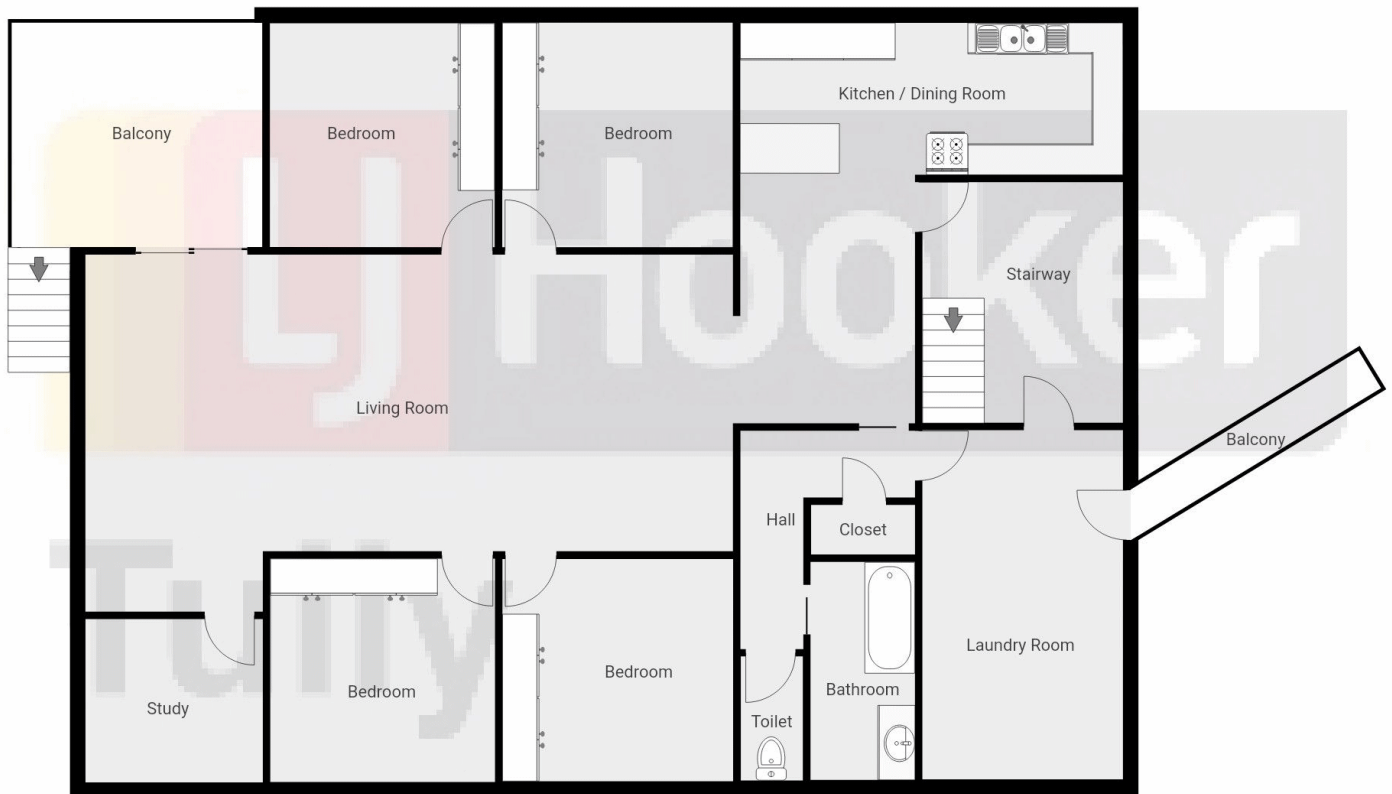 Balcony
Bedroom
Bedroom
Kitchen / Dining Room
Stairway
Living Room
Balcony
Hall
Closet
Laundry Room
Study
Bedroom
Bedroom
Bathroom
Toilet
LJ Hooker
Tully